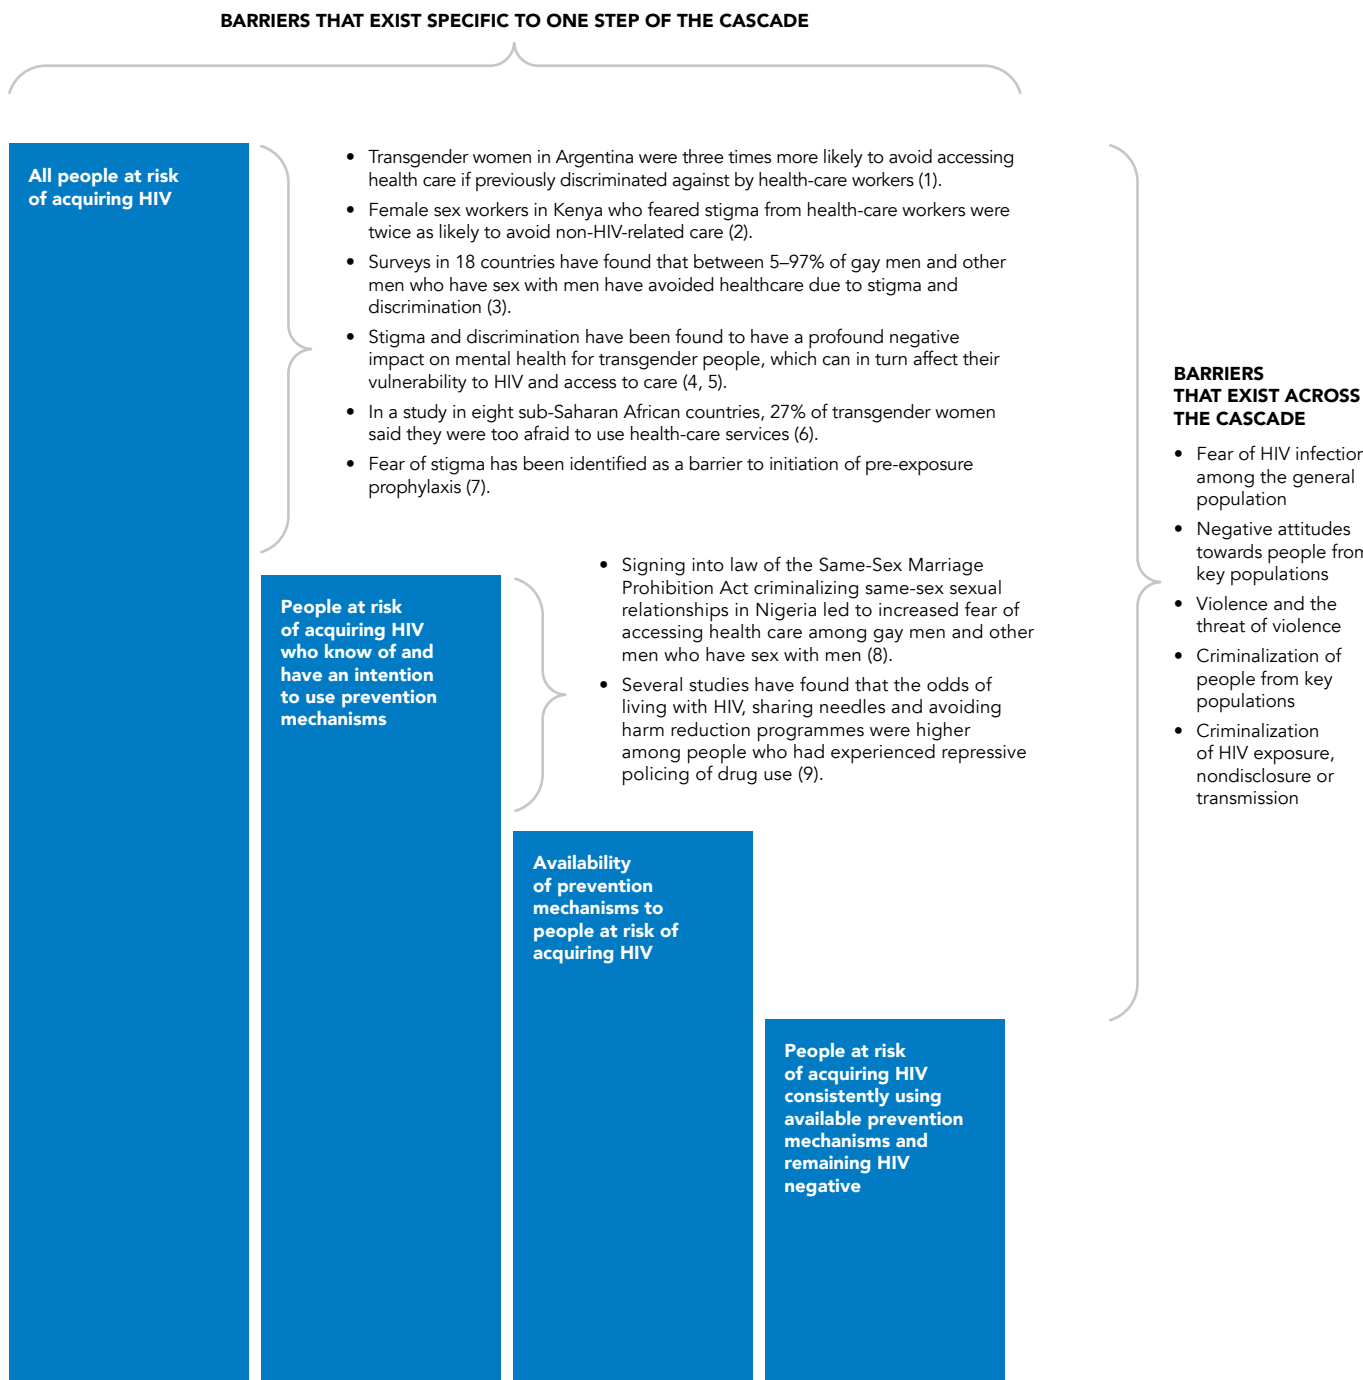 BARRIERS THAT EXIST SPECIFIC TO ONE STEP OF THE CASCADE
All people at risk
of acquiring HIV
• Transgender women in Argentina were three times more likely to avoid accessing
health care if previously discriminated against by health-care workers (1).
• Female sex workers in Kenya who feared stigma from health-care workers were
twice as likely to avoid non-HIV-related care (2).
• Surveys in 18 countries have found that between 5–97% of gay men and other
men who have sex with men have avoided healthcare due to stigma and
discrimination (3).
• Stigma and discrimination have been found to have a profound negative
impact on mental health for transgender people, which can in turn affect their
vulnerability to HIV and access to care (4, 5).
• In a study in eight sub-Saharan African countries, 27% of transgender women
said they were too afraid to use health-care services (6).
• Fear of stigma has been identified as a barrier to initiation of pre-exposure
prophylaxis (7).
People at risk
of acquiring HIV
who know of and
have an intention
to use prevention
mechanisms
• Signing into law of the Same-Sex Marriage
Prohibition Act criminalizing same-sex sexual
relationships in Nigeria led to increased fear of
accessing health care among gay men and other
men who have sex with men (8).
• Several studies have found that the odds of
living with HIV, sharing needles and avoiding
harm reduction programmes were higher
among people who had experienced repressive
policing of drug use (9).
Availability
of prevention
mechanisms to
people at risk of
acquiring HIV
People at risk
of acquiring HIV
consistently using
available prevention
mechanisms and
remaining HIV
negative
BARRIERS
THAT EXIST ACROSS
THE CASCADE
• Fear of HIV infection
among the general
population
• Negative attitudes
towards people from
key populations
• Violence and the
threat of violence
• Criminalization of
people from key
populations
• Criminalization
of HIV exposure,
nondisclosure or
transmission